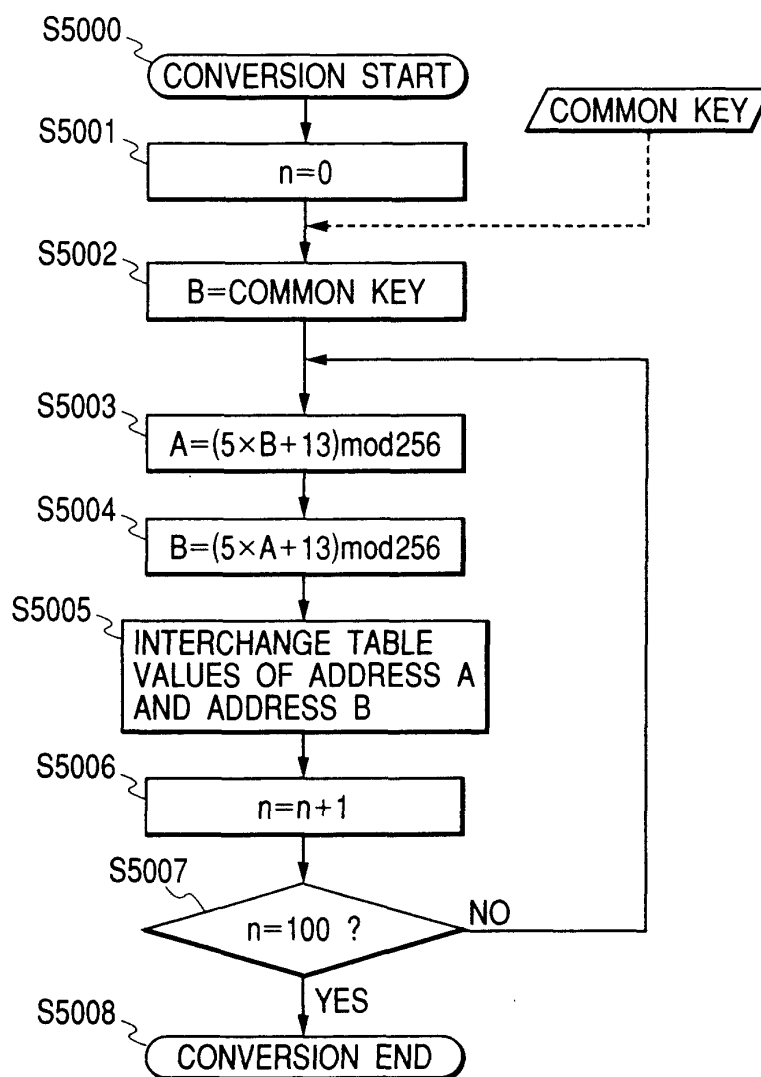 S5000
CONVERSION START
COMMON KEY
S5001
n=0
S5002
B=COMMON KEY
S5003
A=(5×B+13)mod256
S5004
B=(5×A+13)mod256
S5005
INTERCHANGE TABLE
VALUES OF ADDRESS A
AND ADDRESS B
S5006
n=n+1
S5007
n=100 ?
NO
YES
S5008
CONVERSION END